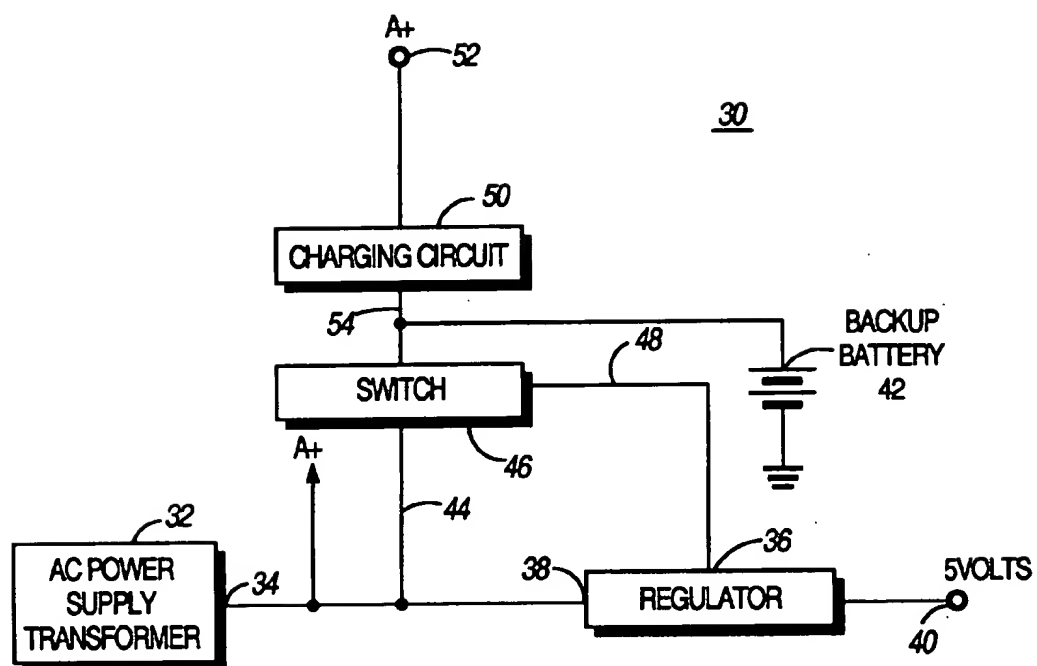 A+
52
30
50
CHARGING CIRCUIT
54
48
BACKUP
BATTERY
42
SWITCH
46
A+
44
32
AC POWER
SUPPLY
TRANSFORMER
34
38
36
REGULATOR
5VOLTS
40